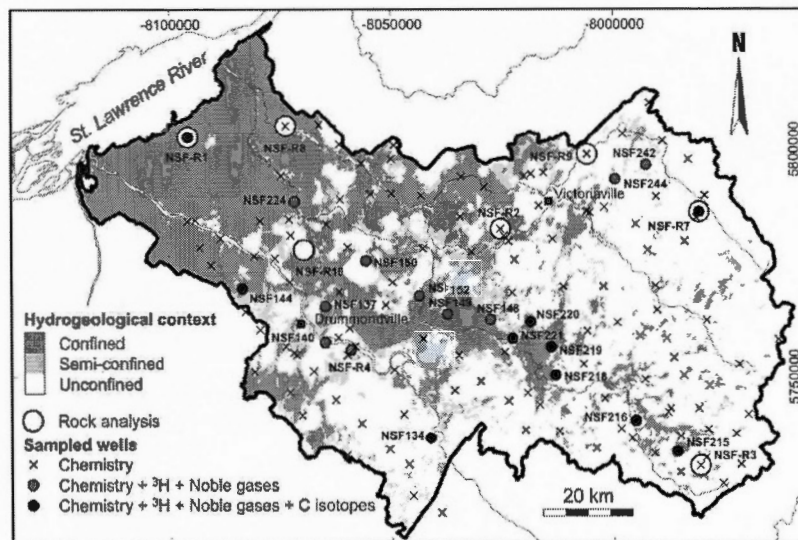 -8100000
-8050000
-8000000
N
St. Lawrence River
NSF-R1
NSF-R8
NSF-R9
NSF242
NSF244
5800000
Victoriaville
NSF224
NSF-R2
NSF-R7
NSF-R10
NSF150
NSF152
NSF144
NSF137
NSF149
NSF148
NSF220
Drummondville
NSF221
NSF219
NSF140
NSF-R4
NSF218
5750000
NSF216
NSF134
NSF215
NSF-R3
20 km
Hydrogeological context
Confined
Semi-confined
Unconfined
Rock analysis
Sampled wells
Chemistry
Chemistry + ³H + Noble gases
Chemistry + ³H + Noble gases + C isotopes